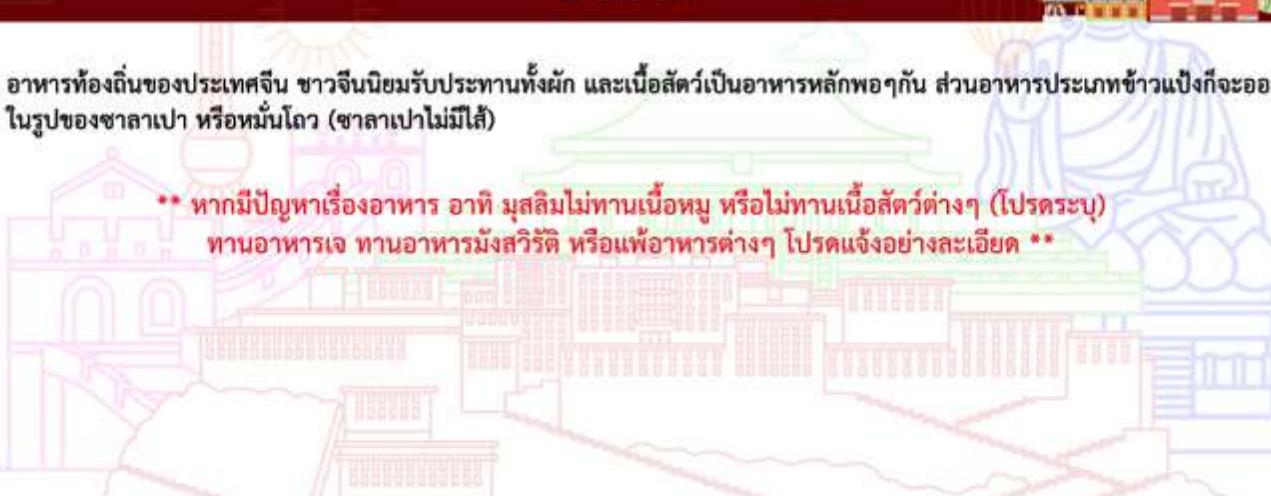 อาหารท้องถิ่นของประเทศจีน ชาวจีนนิยมรับประทานทั้งผัก และเนื้อสัตว์เป็นอาหารหลักพอๆกัน ส่วนอาหารประเภทข้าวแป้งก็จะออ
ในรูปของซาลาเปา หรือหมั่นโถว (ซาลาเปาไม่มีไส้)
** หากมีปัญหาเรื่องอาหาร อาทิ มุสลิมไม่ทานเนื้อหมู หรือไม่ทานเนื้อสัตว์ต่างๆ (โปรดระบุ)
ทานอาหารเจ ทานอาหารมังสวิรัติ หรือแพ้อาหารต่างๆ โปรดแจ้งอย่างละเอียด **